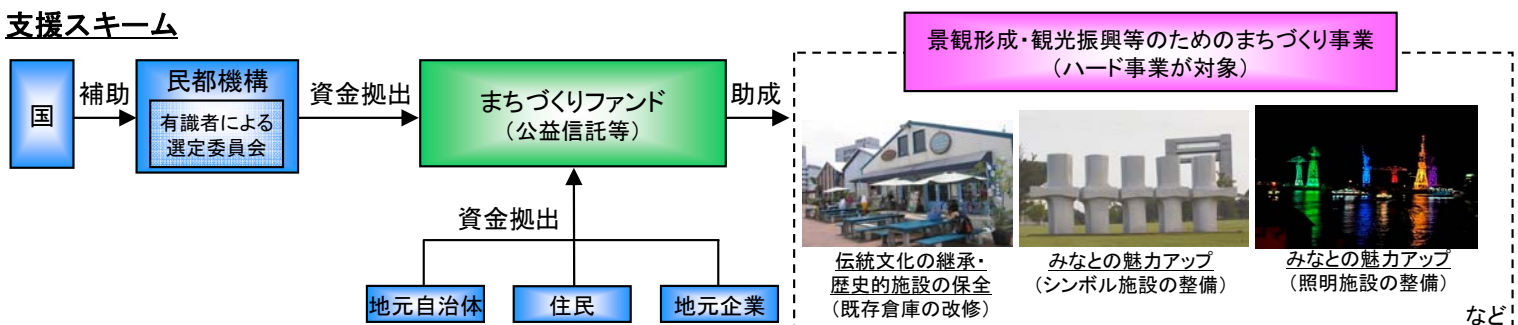 支援スキーム
国
補助
民都機構
有識者による
選定委員会
資金拠出
まちづくりファンド
（公益信託等）
助成
資金拠出
地元自治体
住民
地元企業
景観形成・観光振興等のためのまちづくり事業
（ハード事業が対象）
伝統文化の継承・
歴史的施設の保全
（既存倉庫の改修）
みなとの魅力アップ
（シンボル施設の整備）
みなとの魅力アップ
（照明施設の整備）
など